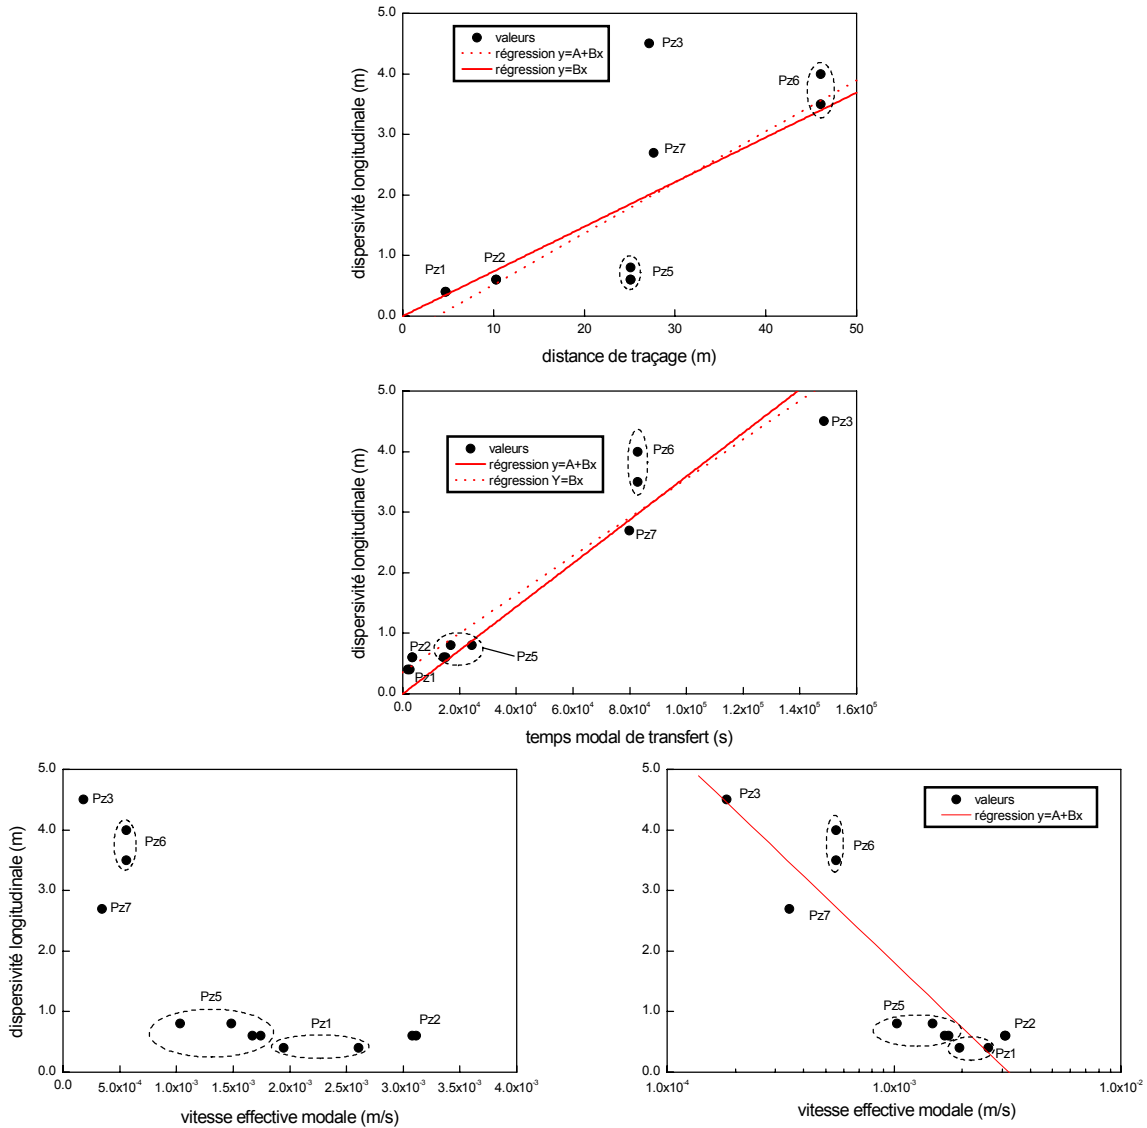 5.0
4.0
3.0
2.0
1.0
0.0
dispersivité longitudinale (m)
valeurs
régression y=A+Bx
régression y=Bx
Pz3
Pz6
Pz7
Pz1
Pz2
Pz5
0 10 20 30 40 50
distance de traçage (m)
5.0
4.0
3.0
2.0
1.0
0.0
dispersivité longitudinale (m)
valeurs
régression y=A+Bx
régression Y=Bx
Pz3
Pz6
Pz7
Pz2
Pz5
Pz1
0.0 2.0x10⁴ 4.0x10⁴ 6.0x10⁴ 8.0x10⁴ 1.0x10⁵ 1.2x10⁵ 1.4x10⁵ 1.6x10⁵
temps modal de transfert (s)
5.0
4.0
3.0
2.0
1.0
0.0
dispersivité longitudinale (m)
Pz3
Pz6
Pz7
Pz5
Pz1
Pz2
0.0 5.0x10⁻⁴ 1.0x10⁻³ 1.5x10⁻³ 2.0x10⁻³ 2.5x10⁻³ 3.0x10⁻³ 3.5x10⁻³ 4.0x10⁻³
vitesse effective modale (m/s)
5.0
4.0
3.0
2.0
1.0
0.0
dispersivité longitudinale (m)
valeurs
régression y=A+Bx
Pz3
Pz6
Pz7
Pz5
Pz2
Pz1
1.0x10⁻⁴ 1.0x10⁻³ 1.0x10⁻²
vitesse effective modale (m/s)